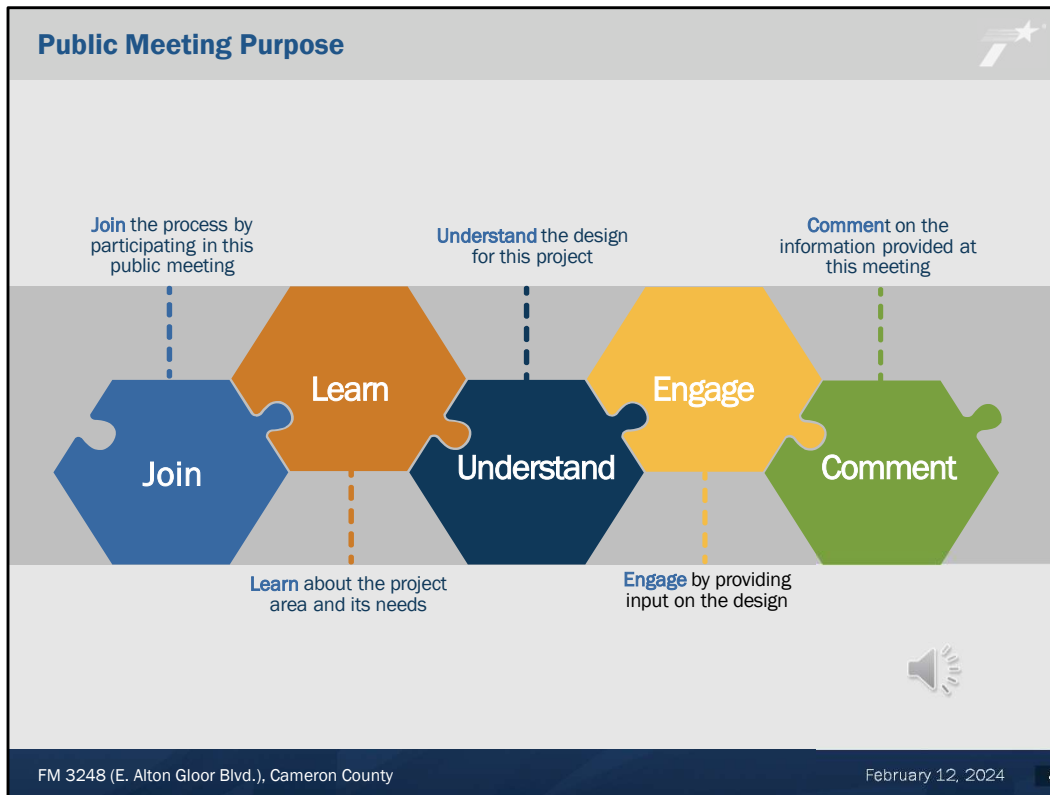 Public Meeting Purpose
Join the process by
participating in this
public meeting
Understand the design
for this project
Comment on the
information provided at
this meeting
Learn
Engage
Join
Understand
Comment
Learn about the project
area and its needs
Engage by providing
input on the design
FM 3248 (E. Alton Gloor Blvd.), Cameron County
February 12, 2024